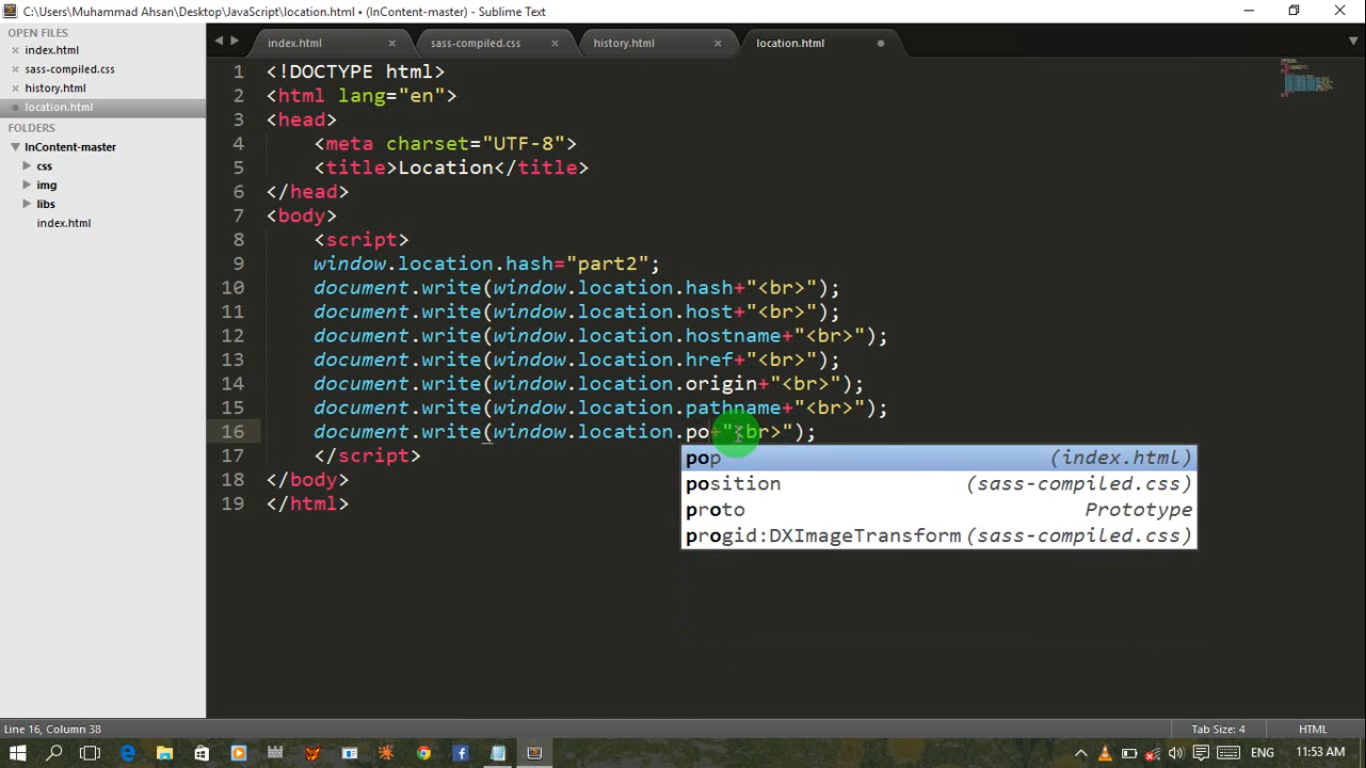 C:\Users\Muhammad Ahsan\Desktop\JavaScript\location.html • (InContent-master) - Sublime Text
OPEN FILES
index.html
sass-compiled.css
history.html
location.html
FOLDERS
InContent-master
css
img
libs
index.html
index.html
sass-compiled.css
history.html
location.html
1 <!DOCTYPE html>
2 <html lang="en">
3 <head>
4 <meta charset="UTF-8">
5 <title>Location</title>
6 </head>
7 <body>
8 <script>
9 window.location.hash="part2";
10 document.write(window.location.hash+"<br>");
11 document.write(window.location.host+"<br>");
12 document.write(window.location.hostname+"<br>");
13 document.write(window.location.href+"<br>");
14 document.write(window.location.origin+"<br>");
15 document.write(window.location.pathname+"<br>");
16 document.write(window.location.po+"<br>");
17 </script>
18 </body>
19 </html>
pop (index.html)
position (sass-compiled.css)
proto Prototype
progid:DXImageTransform (sass-compiled.css)
Line 16, Column 38
Tab Size: 4
HTML
ENG
11:53 AM